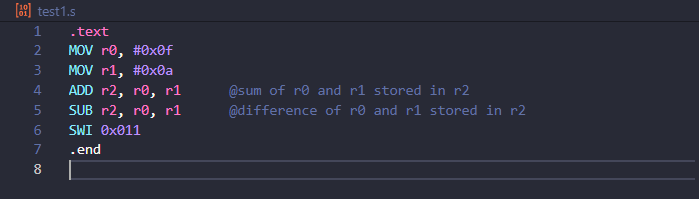 10
01 test1.s
1 .text
2 MOV r0, #0x0f
3 MOV r1, #0x0a
4 ADD r2, r0, r1 @sum of r0 and r1 stored in r2
5 SUB r2, r0, r1 @difference of r0 and r1 stored in r2
6 SWI 0x011
7 .end
8